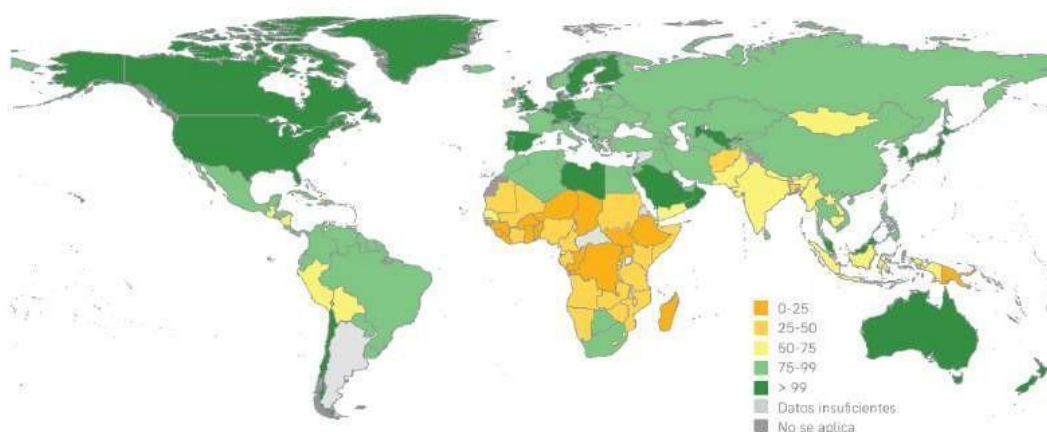 0-25
25-50
50-75
75-99
> 99
Datos insuficientes.
No se aplica